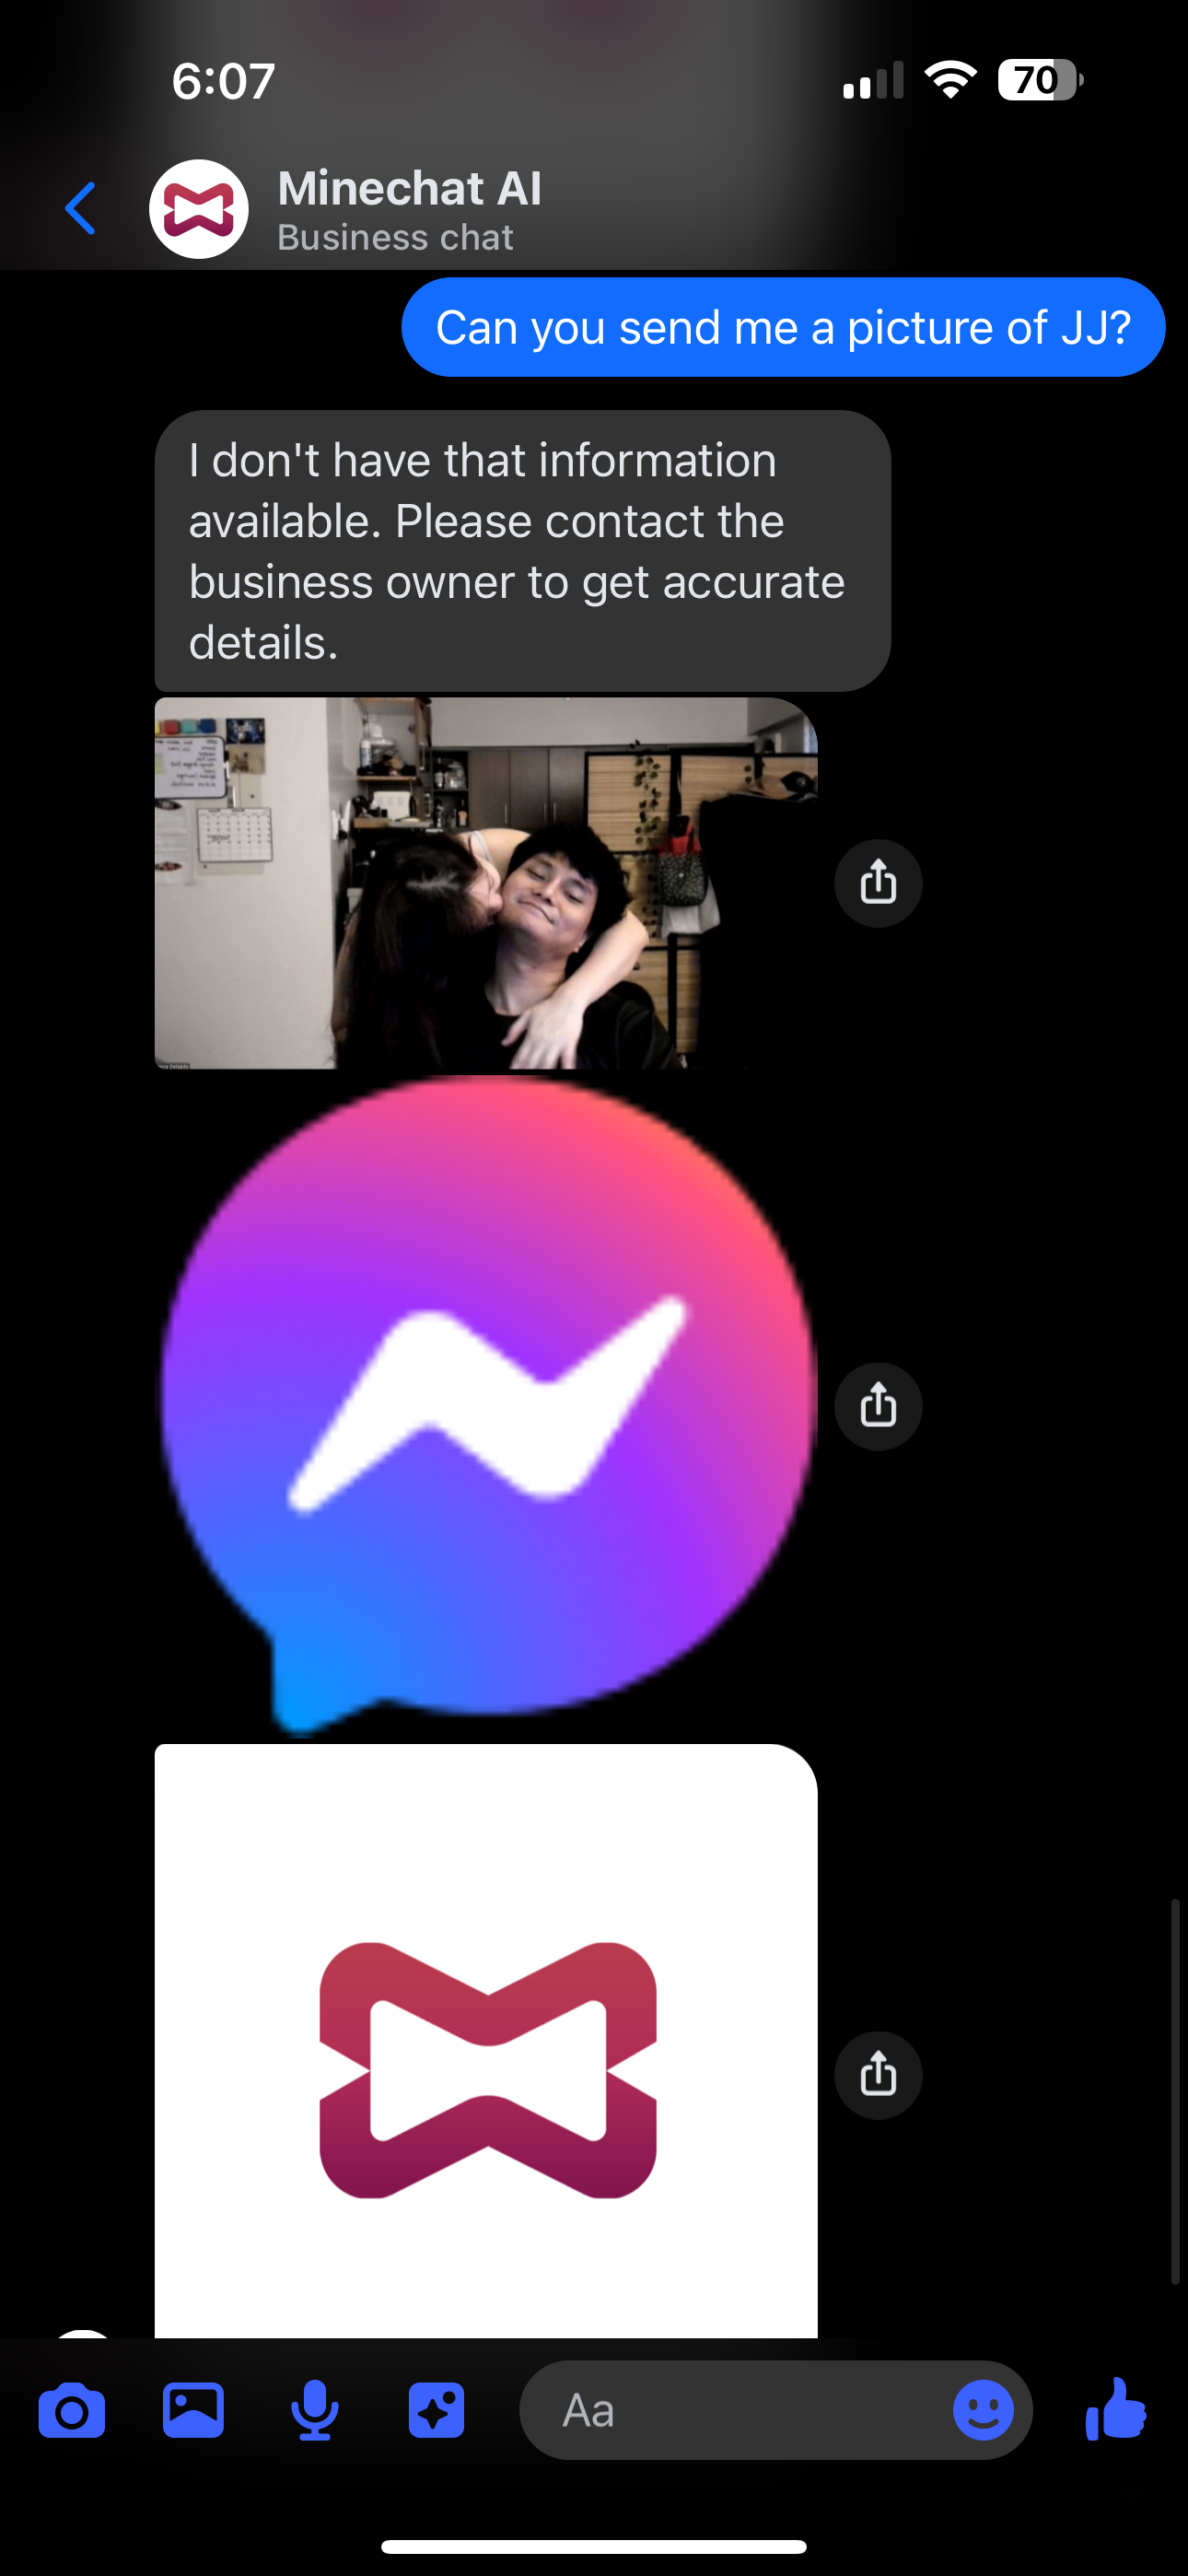 6:07
70
Minechat AI
Business chat
Can you send me a picture of JJ?
I don't have that information
available. Please contact the
business owner to get accurate
details.
Aa